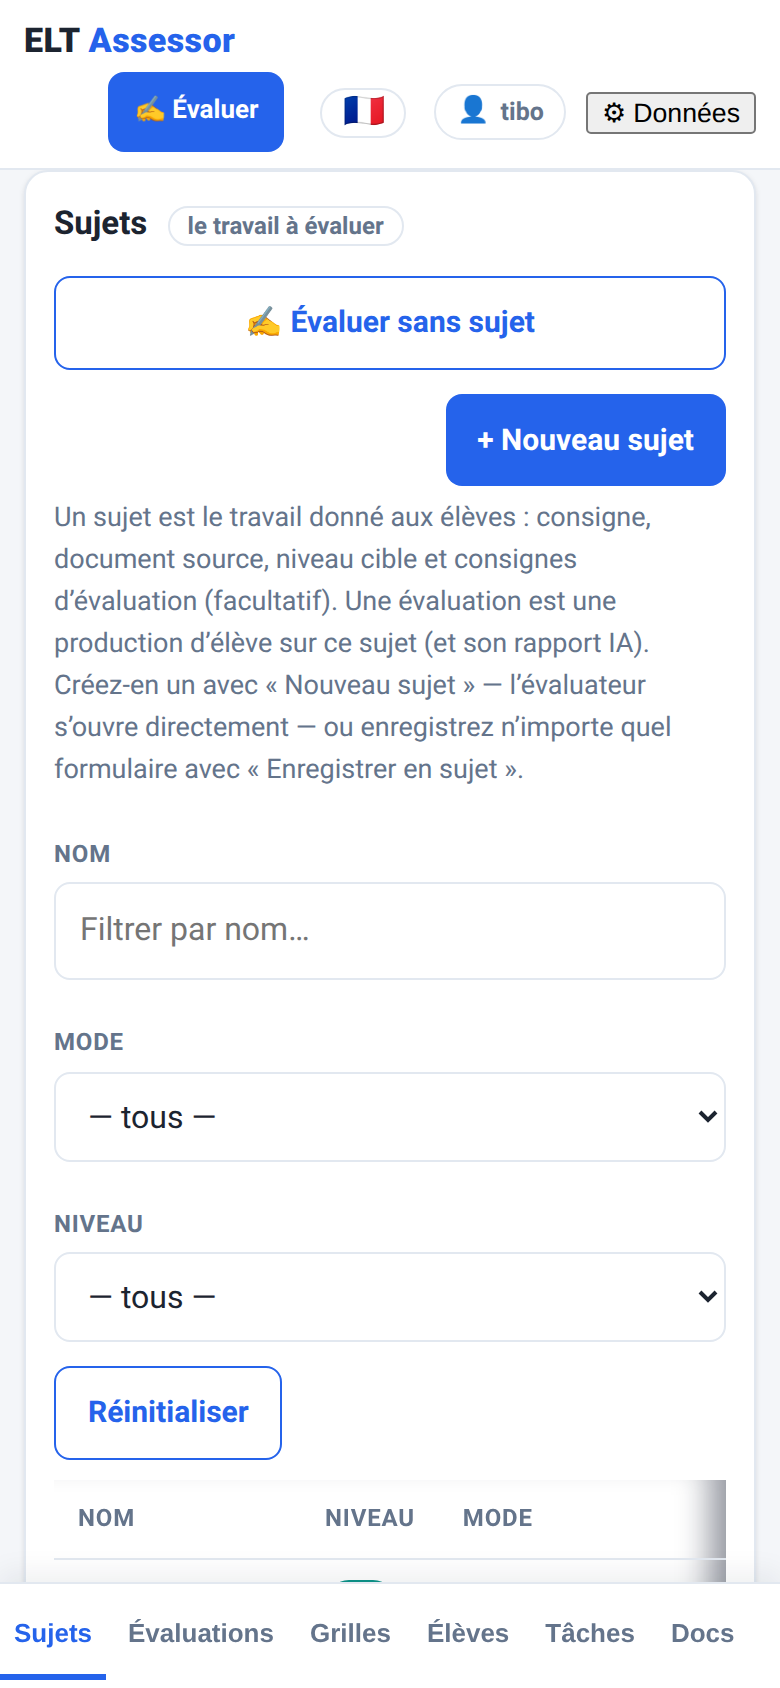 ELT Assessor
✍️ Évaluer
🇫🇷
👤 tibo
⚙ Données
Sujets
le travail à évaluer
✍️ Évaluer sans sujet
+ Nouveau sujet
Un sujet est le travail donné aux élèves : consigne,
document source, niveau cible et consignes
d’évaluation (facultatif). Une évaluation est une
production d’élève sur ce sujet (et son rapport IA).
Créez-en un avec « Nouveau sujet » — l’évaluateur
s’ouvre directement — ou enregistrez n’importe quel
formulaire avec « Enregistrer en sujet ».
NOM
Filtrer par nom…
MODE
— tous —
NIVEAU
— tous —
Réinitialiser
NOM NIVEAU MODE
Sujets Évaluations Grilles Élèves Tâches Docs